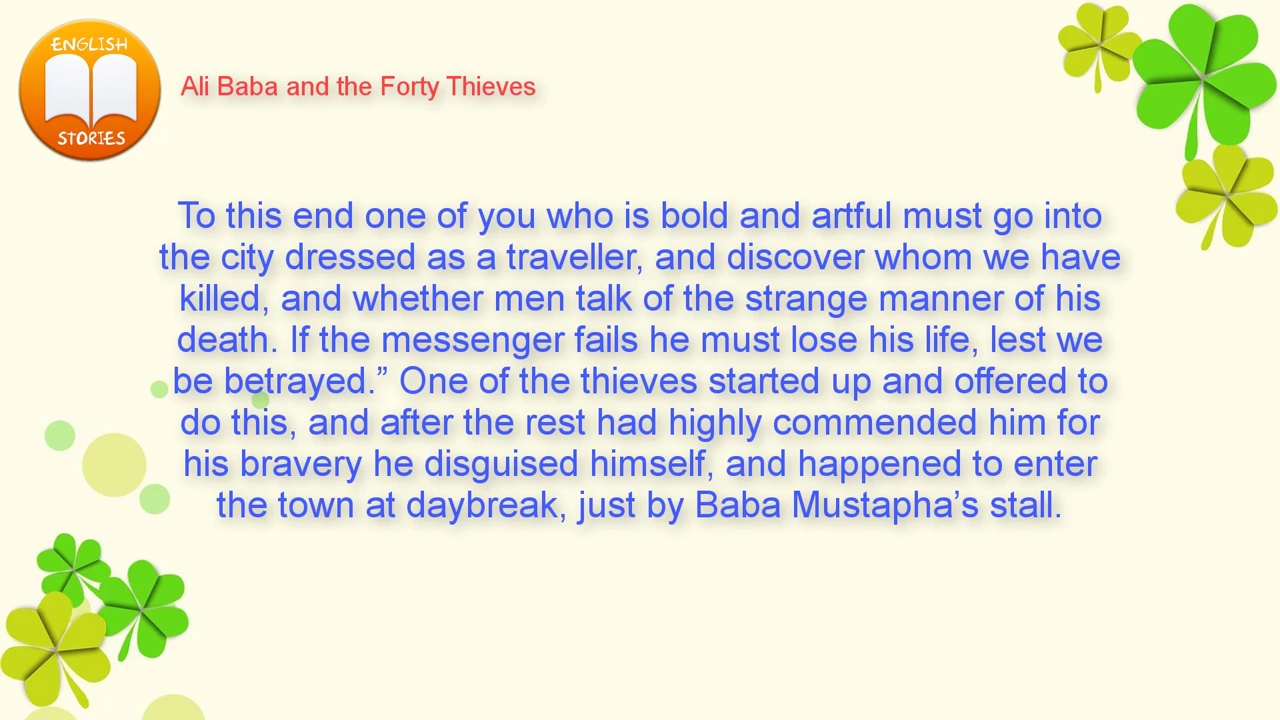 ENGLISH
STORIES
Ali Baba and the Forty Thieves
To this end one of you who is bold and artful must go into
the city dressed as a traveller, and discover whom we have
killed, and whether men talk of the strange manner of his
death. If the messenger fails he must lose his life, lest we
be betrayed.” One of the thieves started up and offered to
do this, and after the rest had highly commended him for
his bravery he disguised himself, and happened to enter
the town at daybreak, just by Baba Mustapha’s stall.